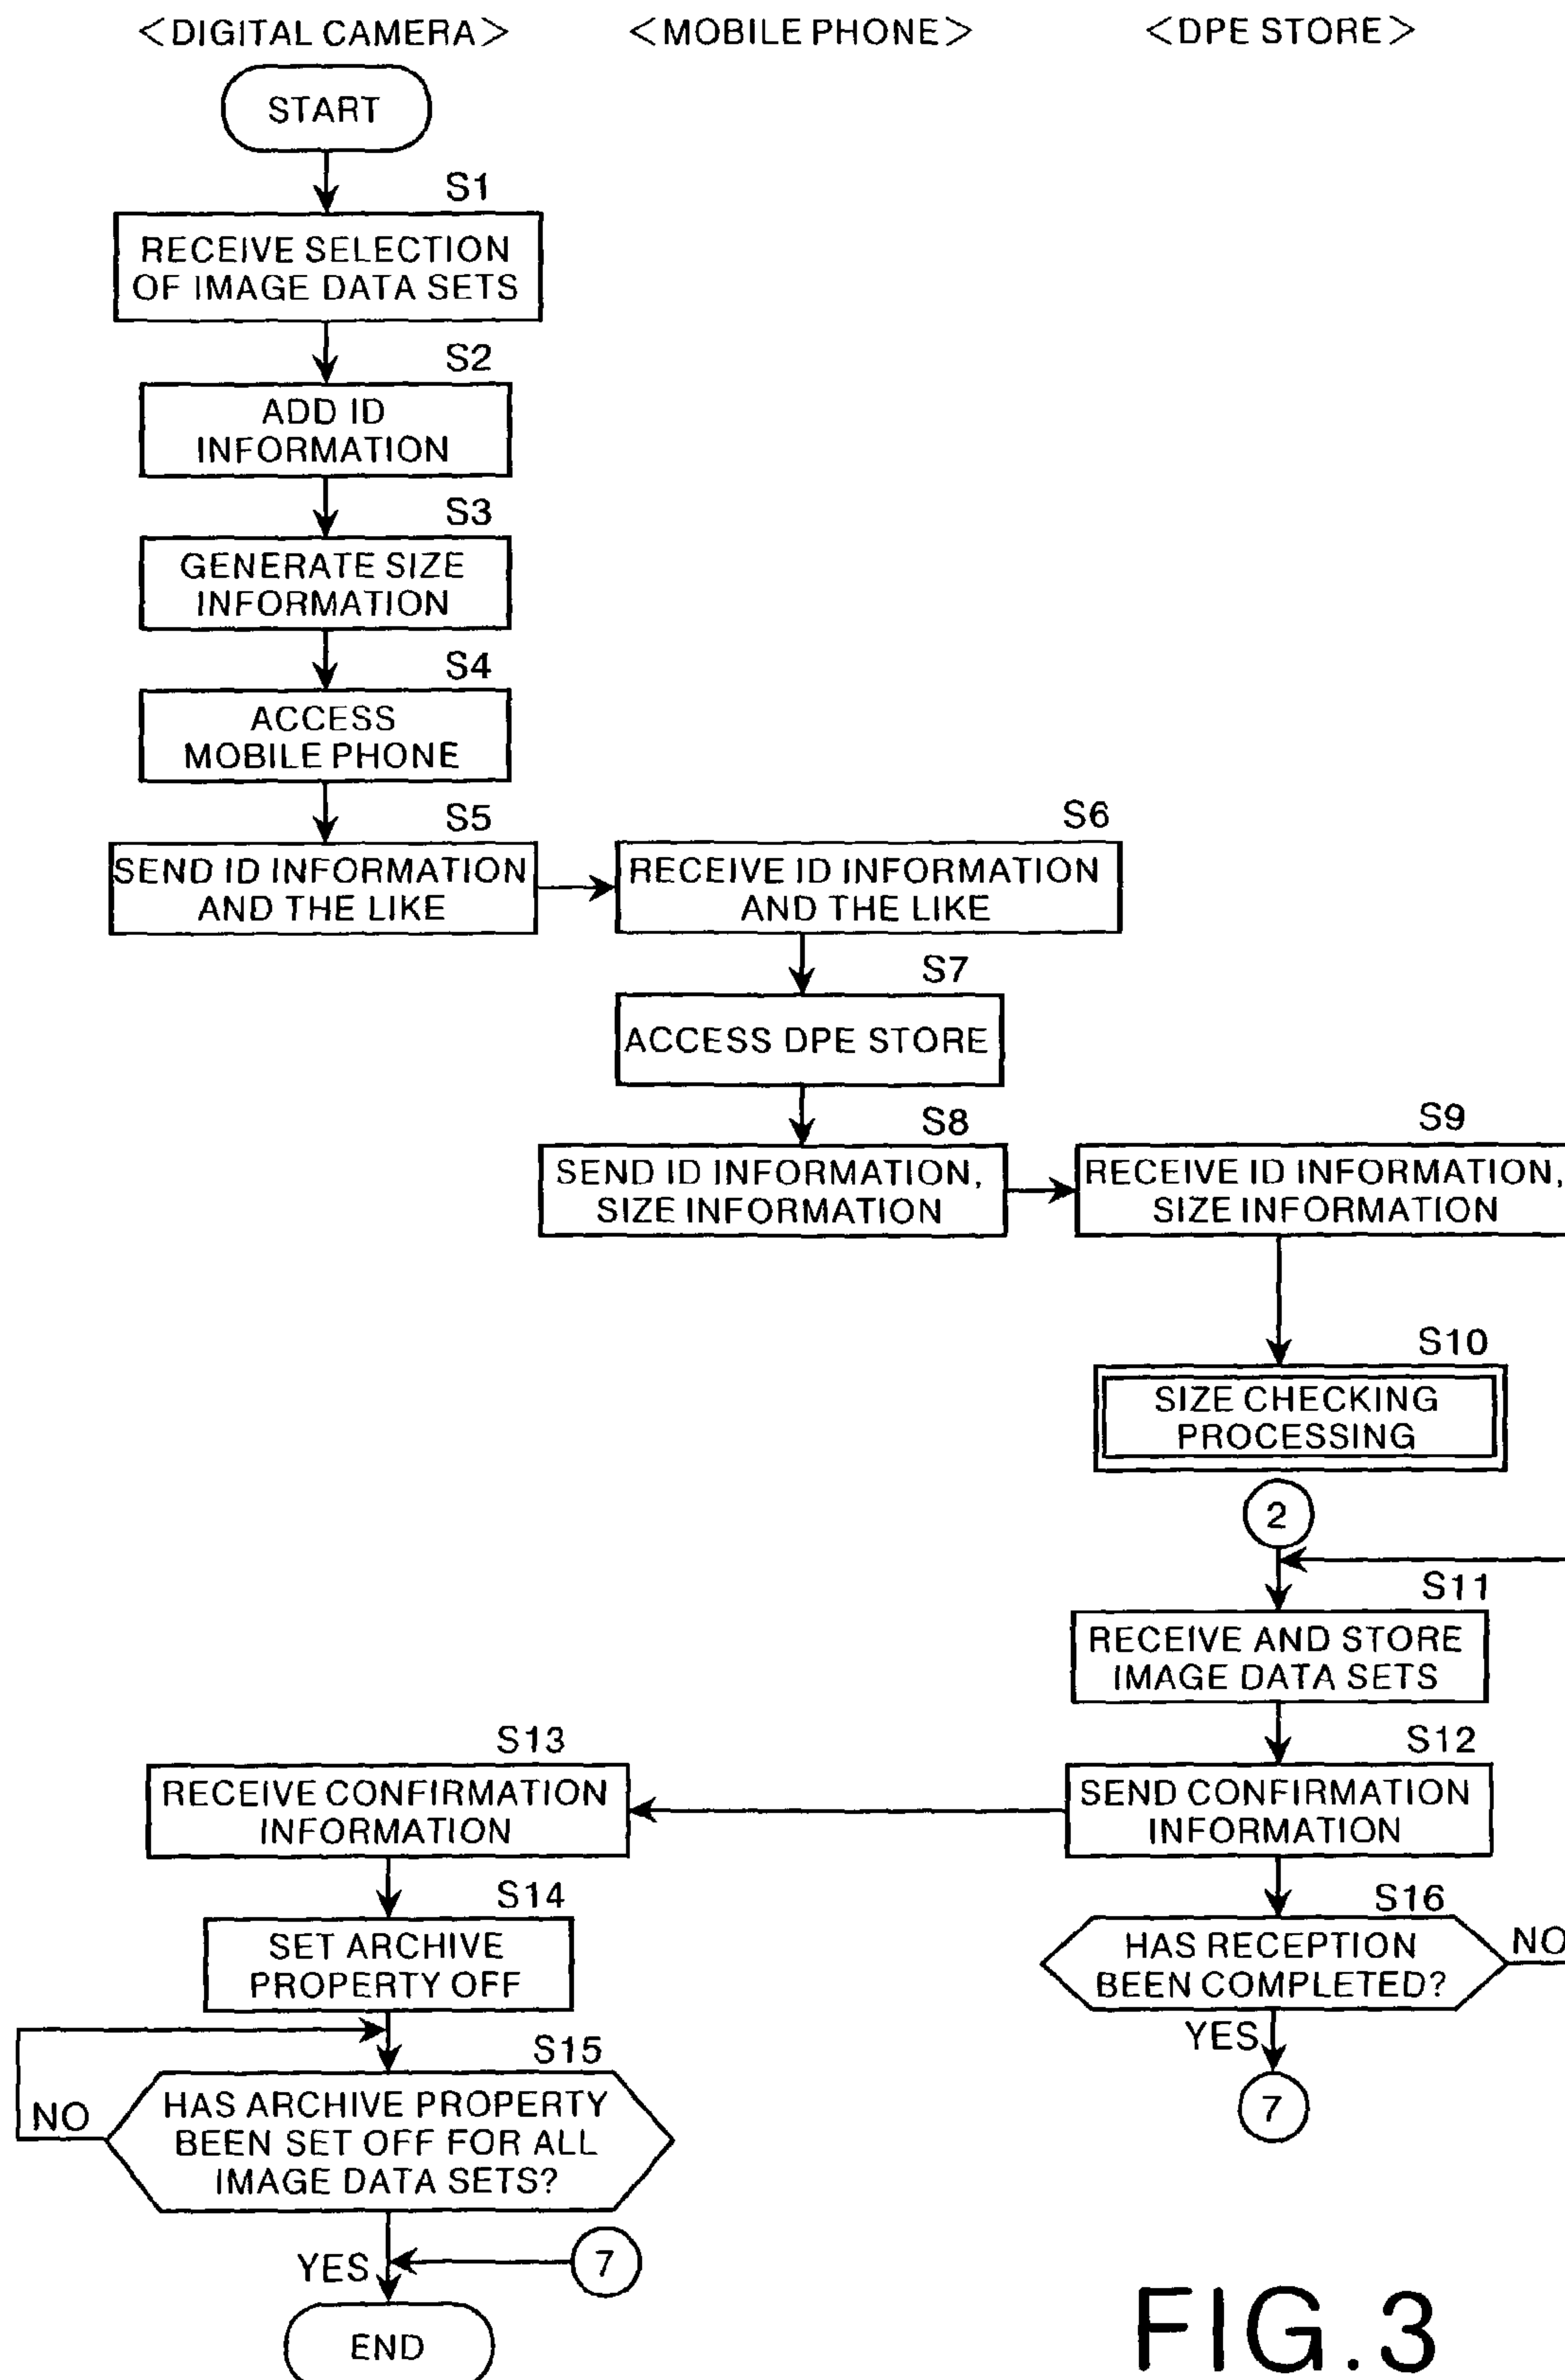 <DIGITAL CAMERA> <MOBILE PHONE> <DPE STORE>
START
S1
RECEIVE SELECTION
OF IMAGE DATA SETS
S2
ADD ID
INFORMATION
S3
GENERATE SIZE
INFORMATION
S4
ACCESS
MOBILE PHONE
S5
SEND ID INFORMATION
AND THE LIKE
S6
RECEIVE ID INFORMATION
AND THE LIKE
S7
ACCESS DPE STORE
S8
SEND ID INFORMATION,
SIZE INFORMATION
S9
RECEIVE ID INFORMATION,
SIZE INFORMATION
S10
SIZE CHECKING
PROCESSING
2
S11
RECEIVE AND STORE
IMAGE DATA SETS
S12
SEND CONFIRMATION
INFORMATION
S13
RECEIVE CONFIRMATION
INFORMATION
S14
SET ARCHIVE
PROPERTY OFF
S15
HAS ARCHIVE PROPERTY
BEEN SET OFF FOR ALL
IMAGE DATA SETS?
NO
YES
7
END
S16
HAS RECEPTION
BEEN COMPLETED?
NO
YES
7
FIG.3